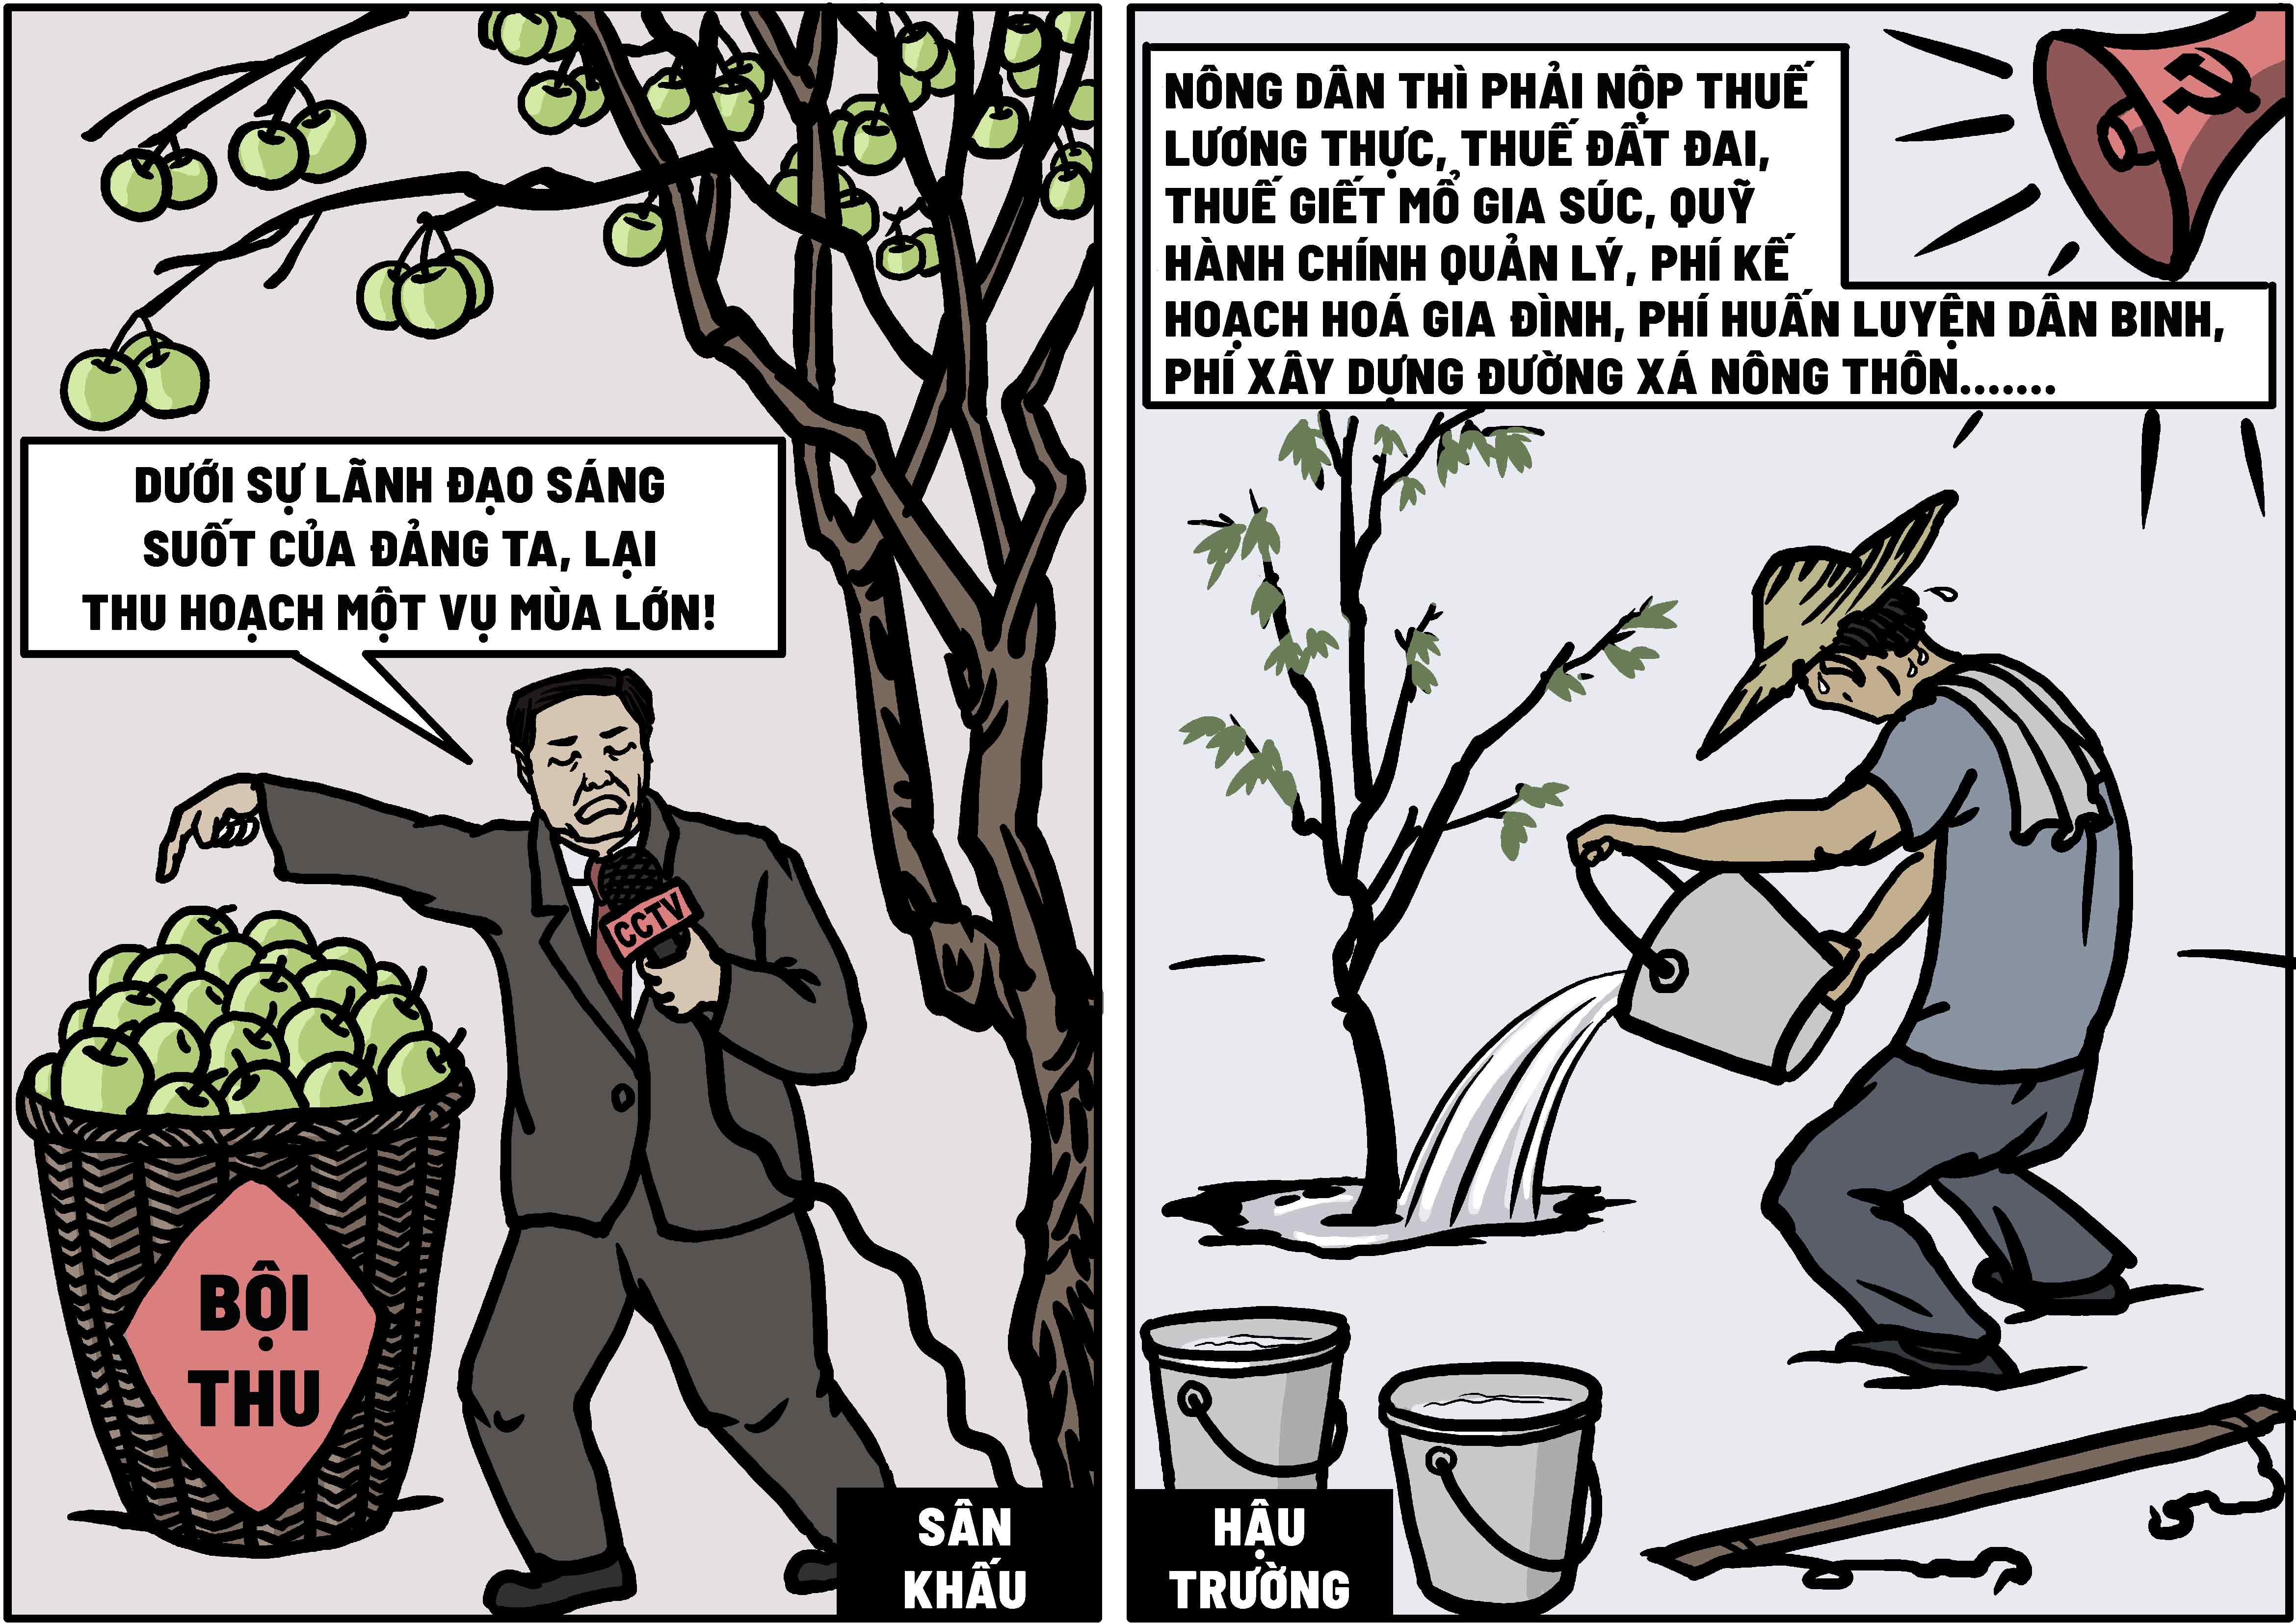 DƯỚI SỰ LÃNH ĐẠO SÁNG
SUỐT CỦA ĐẢNG TA, LẠI
THU HOẠCH MỘT VỤ MÙA LỚN!
CCTV
BỘI
THU
SÂN
KHẤU
NÔNG DÂN THÌ PHẢI NỘP THUẾ
LƯƠNG THỰC, THUẾ ĐẤT ĐAI,
THUẾ GIẾT MỔ GIA SÚC, QUỸ
HÀNH CHÍNH QUẢN LÝ, PHÍ KẾ
HOẠCH HOÁ GIA ĐÌNH, PHÍ HUẤN LUYỆN DÂN BINH,
PHÍ XÂY DỰNG ĐƯỜNG XÁ NÔNG THÔN.......
HẬU
TRƯỜNG